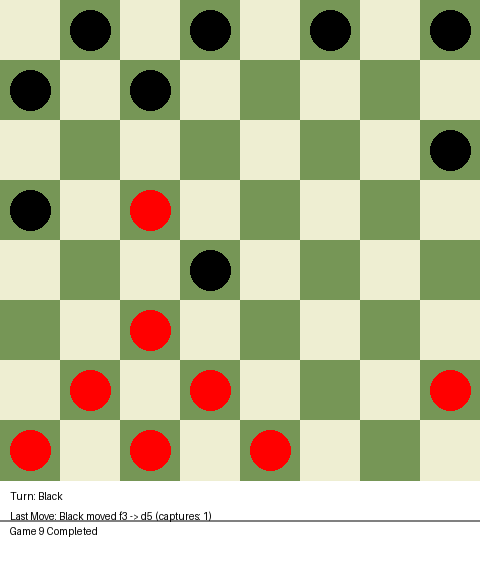 Turn: Black
Last Move: Black moved f3 -> d5 (captures: 1)
Game 9 Completed